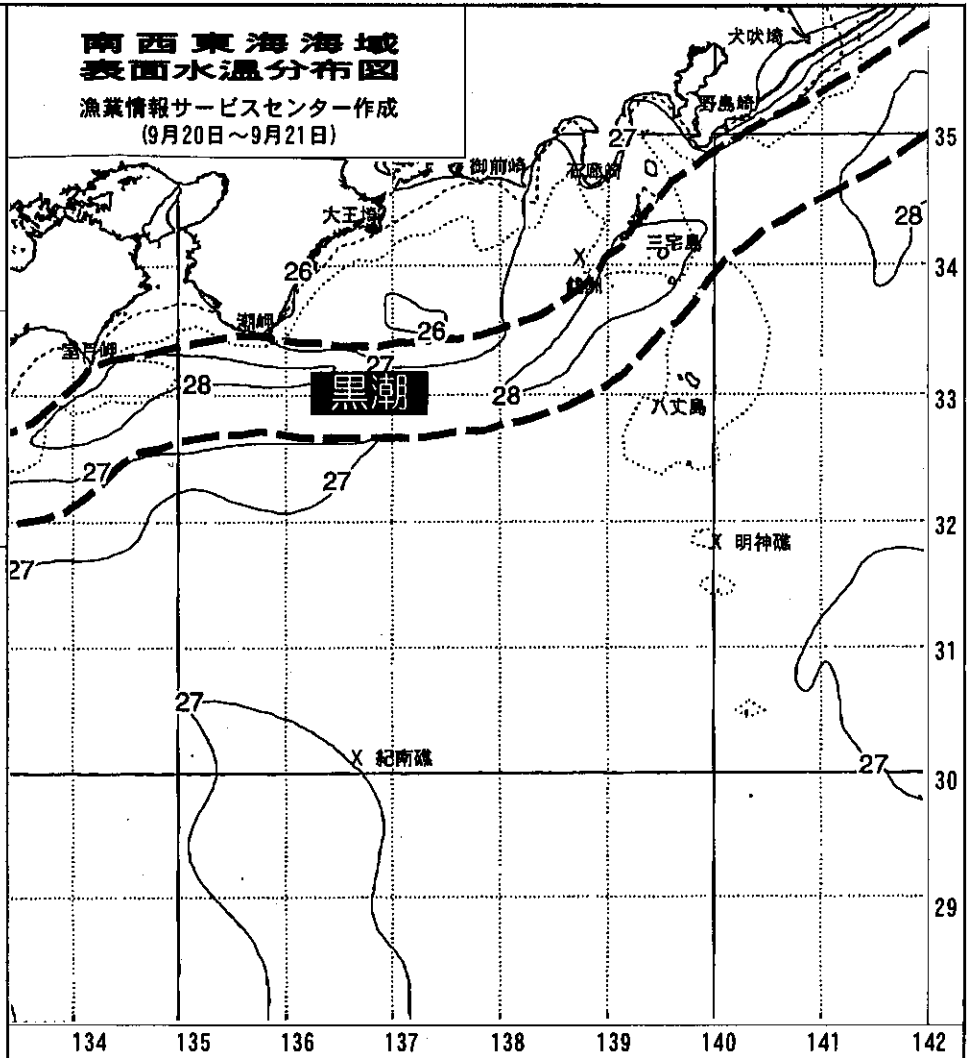 南西東海海域
表面水温分布図
漁業情報サービスセンター作成
(9月20日～9月21日)
犬吠埼
野島崎
27
35
御前崎
石廊崎
大王埼
28
三宅島
26
34
潮岬
26
室戸岬
27
28
黒潮
28
33
八丈島
27
27
32
明神礁
27
31
27
X 紀南礁
27
30
29
134 135 136 137 138 139 140 141 142